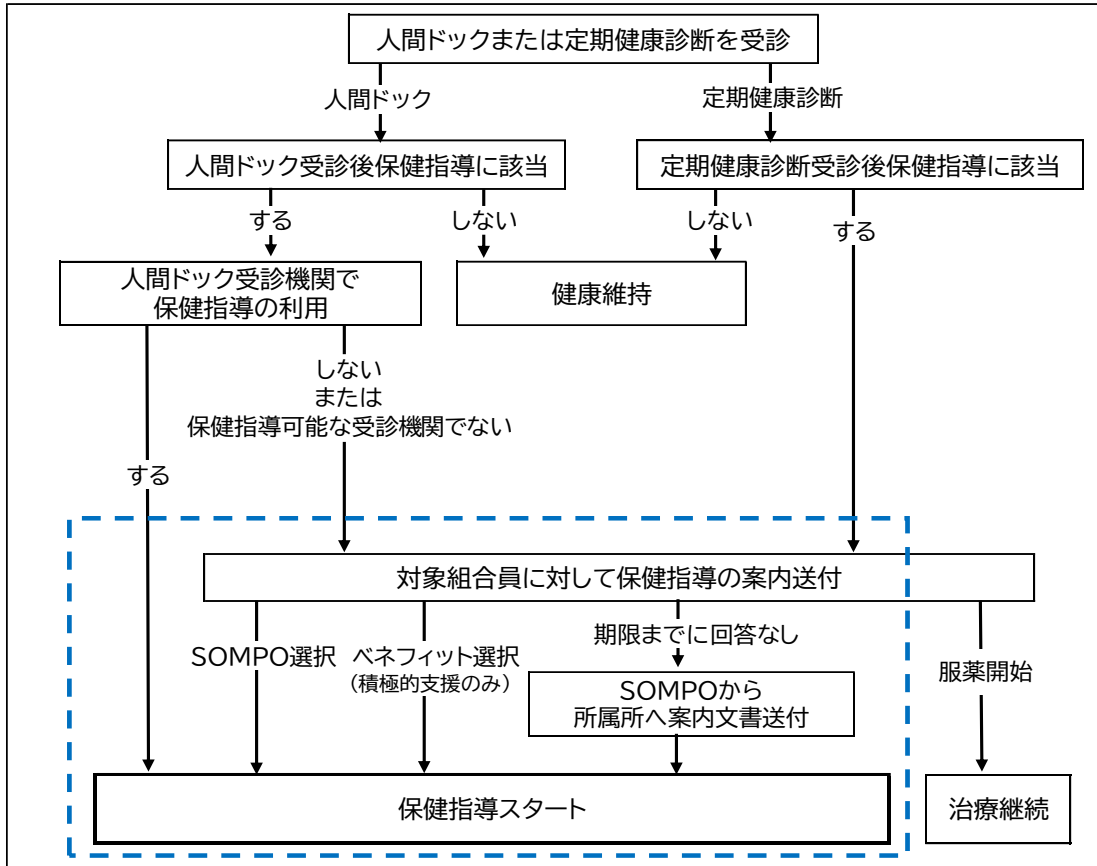 人間ドックまたは定期健康診断を受診
人間ドック
定期健康診断
人間ドック受診後保健指導に該当
定期健康診断受診後保健指導に該当
する
しない
しない
する
人間ドック受診機関で
保健指導の利用
健康維持
しない
または
保健指導可能な受診機関でない
する
対象組合員に対して保健指導の案内送付
SOMPO選択
ベネフィット選択
（積極的支援のみ）
期限までに回答なし
服薬開始
SOMPOから
所属所へ案内文書送付
保健指導スタート
治療継続